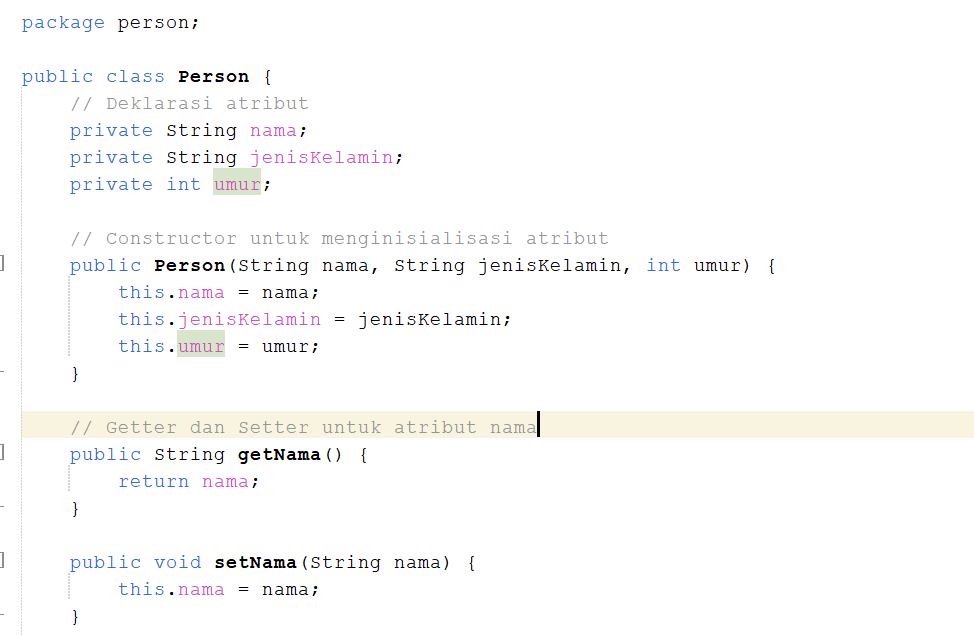 package person;
public class Person {
// Deklarasi atribut
private String nama;
private String jenisKelamin;
private int umur;
// Constructor untuk menginisialisasi atribut
public Person(String nama, String jenisKelamin, int umur) {
this.nama = nama;
this.jenisKelamin = jenisKelamin;
this.umur = umur;
}
// Getter dan Setter untuk atribut nama
public String getNama() {
return nama;
}
public void setNama(String nama) {
this.nama = nama;
}